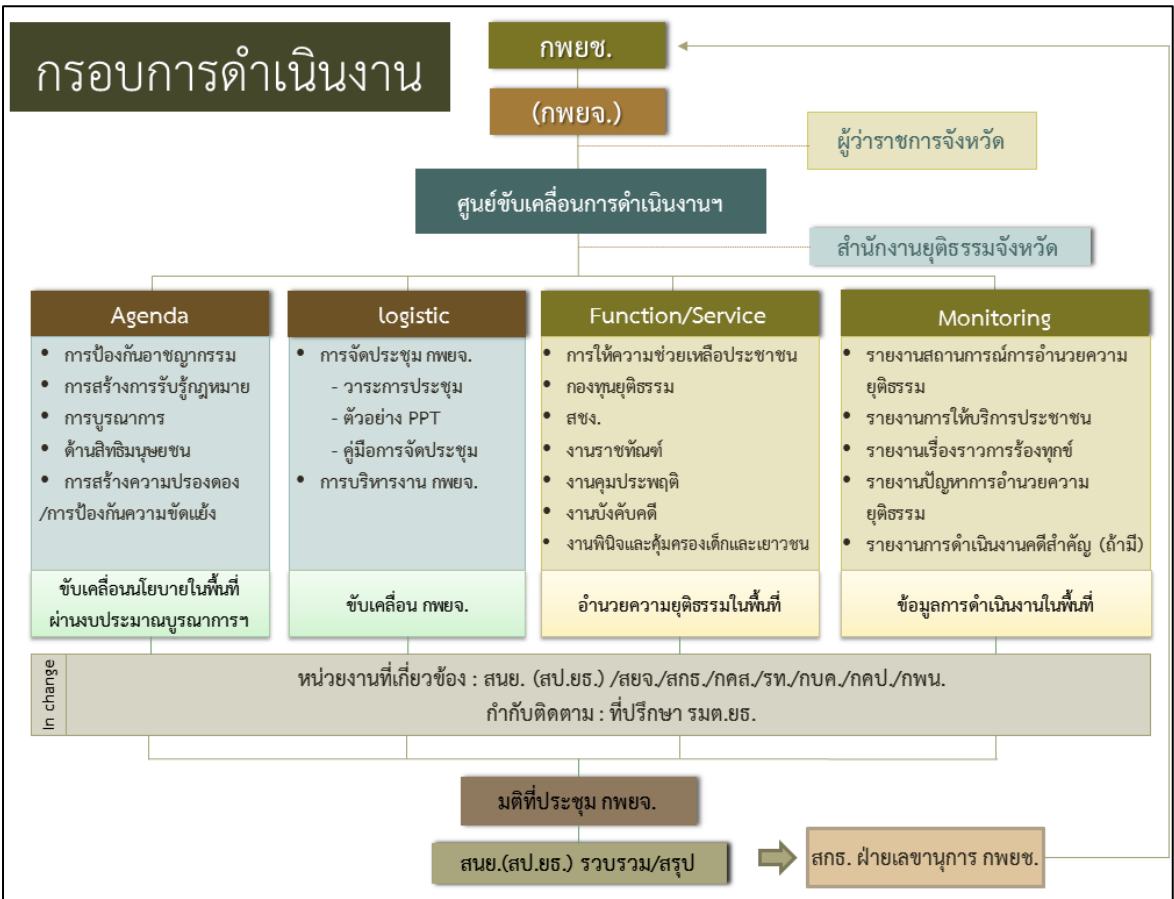 กรอบการดำเนินงาน
กพยช.
(กพยจ.)
ผู้ว่าราชการจังหวัด
ศูนย์ขับเคลื่อนการดำเนินงานฯ
สำนักงานยุติธรรมจังหวัด
Agenda
• การป้องกันอาชญากรรม
• การสร้างการรับรู้กฎหมาย
• การบูรณาการ
• ด้านสิทธิมนุษยชน
• การสร้างความปรองดอง
/การป้องกันความขัดแย้ง
ขับเคลื่อนนโยบายในพื้นที่
ผ่านงบประมาณบูรณาการฯ
logistic
• การจัดประชุม กพยจ.
- วาระการประชุม
- ตัวอย่าง PPT
- คู่มือการจัดประชุม
• การบริหารงาน กพยจ.
ขับเคลื่อน กพยจ.
Function/Service
• การให้ความช่วยเหลือประชาชน
• กองทุนยุติธรรม
• สชง.
• งานราชทัณฑ์
• งานคุมประพฤติ
• งานบังคับคดี
• งานพินิจและคุ้มครองเด็กและเยาวชน
อำนวยความยุติธรรมในพื้นที่
Monitoring
• รายงานสถานการณ์การอำนวยความ
ยุติธรรม
• รายงานการให้บริการประชาชน
• รายงานเรื่องราวการร้องทุกข์
• รายงานปัญหาการอำนวยความ
ยุติธรรม
• รายงานการดำเนินงานคดีสำคัญ (ถ้ามี)
ข้อมูลการดำเนินงานในพื้นที่
In change
หน่วยงานที่เกี่ยวข้อง : สนย. (สป.ยธ.) /สยจ./สกธ./กคส./รท./กบค./กคป./กพน.
กำกับติดตาม : ที่ปรึกษา รมต.ยธ.
มติที่ประชุม กพยจ.
สนย.(สป.ยธ.) รวบรวม/สรุป
สกธ. ฝ่ายเลขานุการ กพยช.